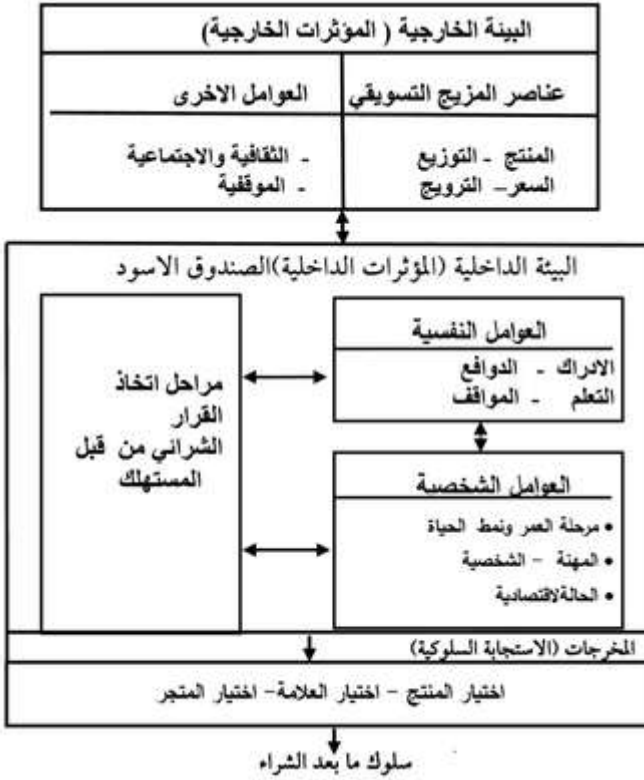 البيئة الخارجية ( المؤثرات الخارجية)
عناصر المزيج التسويقي
المنتج - التوزيع
السعر – الترويج
العوامل الاخرى
- الثقافية والاجتماعية
- الموقفية
البيئة الداخلية (المؤثرات الداخلية)الصندوق الاسود
العوامل النفسية
الادراك - الدوافع
التعلم - المواقف
العوامل الشخصية
• مرحلة العمر ونمط الحياة
• المهنة - الشخصية
• الحالةلاقتصادية
مراحل اتخاذ
القرار
الشرائي من قبل
المستهلك
المخرجات (الاستجابة السلوكية)
اختيار المنتج - اختيار العلامة- اختيار المتجر
سلوك ما بعد الشراء